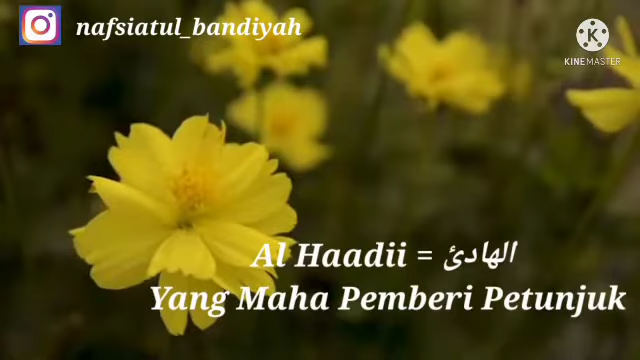 nafsiatul_bandiyah
KINEMASTER
Al Haadii = الهادئ
Yang Maha Pemberi Petunjuk